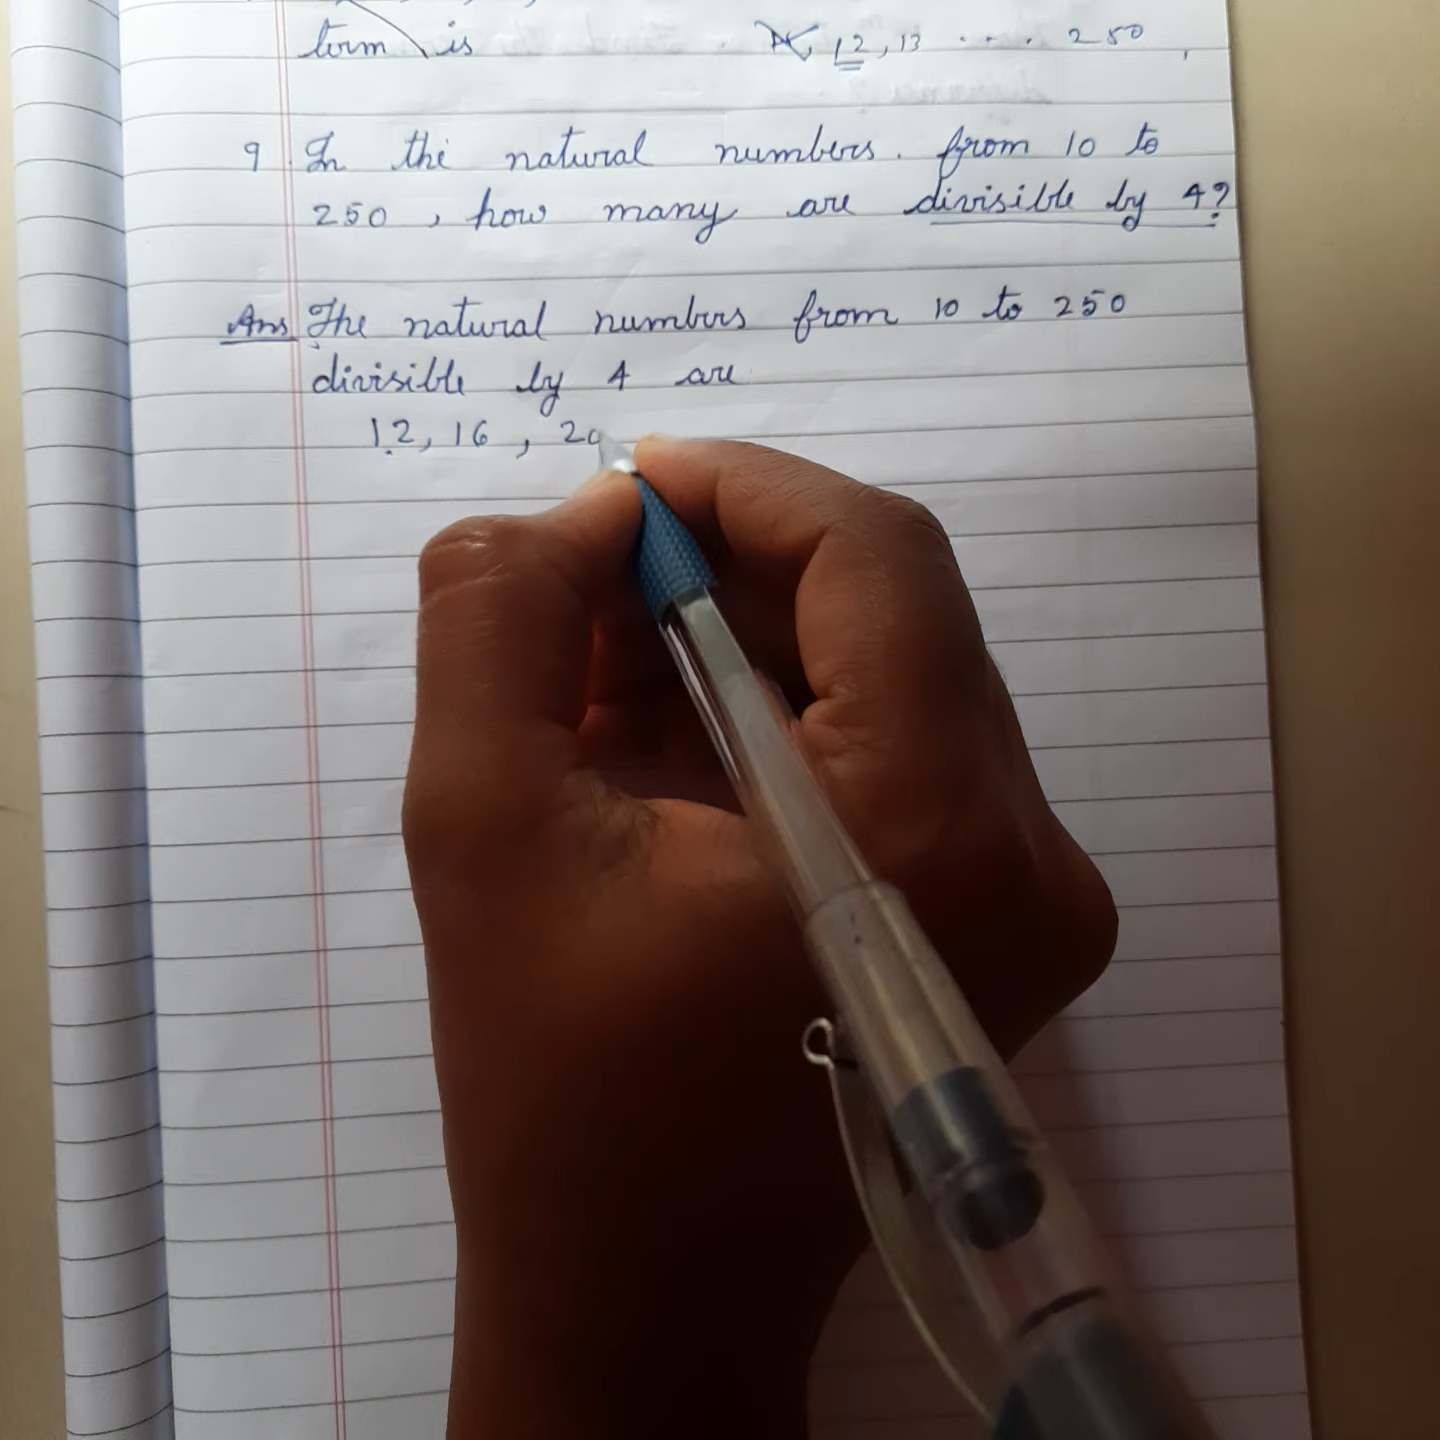 term is 12, 13 . . . . 250,
9. In the natural numbers. from 10 to
250, how many are divisible by 4?
Ans The natural numbers from 10 to 250
divisible by 4 are
12, 16, 20